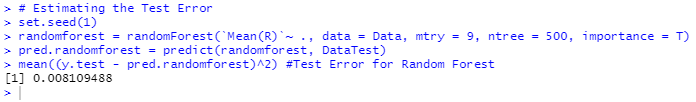 > # Estimating the Test Error
> set.seed(1)
> randomforest = randomForest(`Mean(R)`~ ., data = Data, mtry = 9, ntree = 500, importance = T)
> pred.randomforest = predict(randomforest, DataTest)
> mean((y.test - pred.randomforest)^2) #Test Error for Random Forest
[1] 0.008109488
>